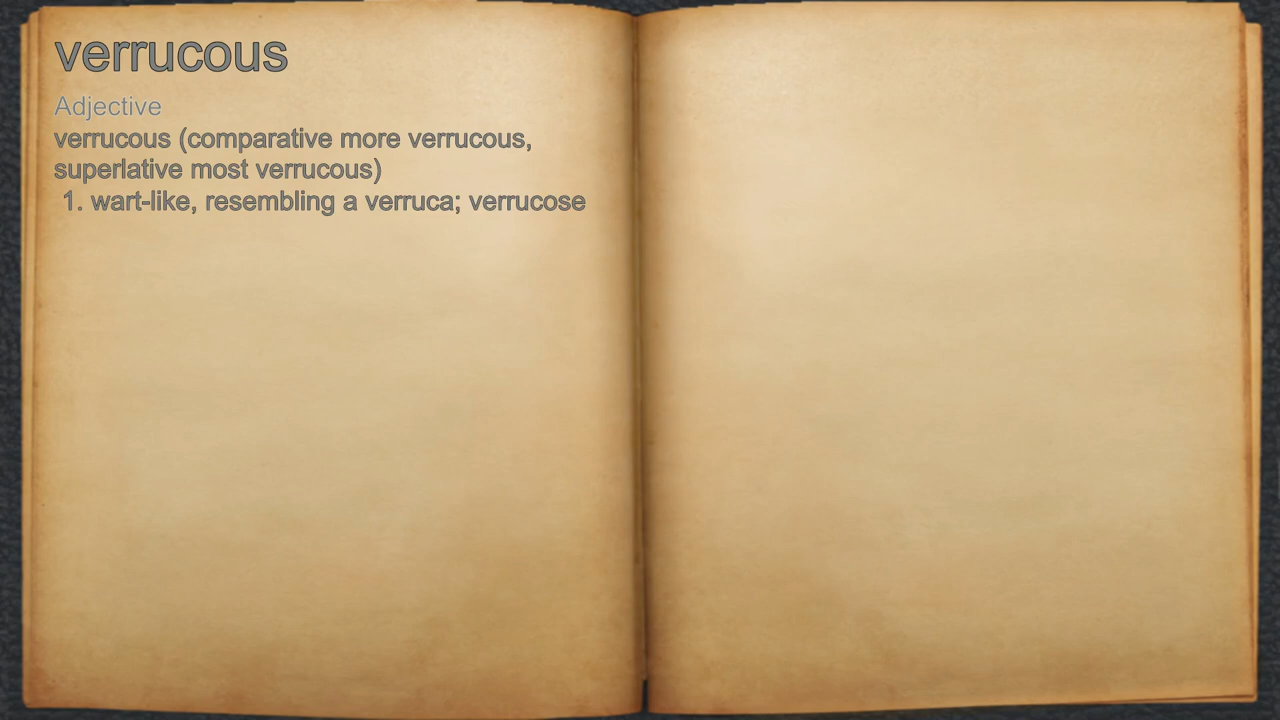 verrucous
Adjective
verrucous (comparative more verrucous,
superlative most verrucous)
1. wart-like, resembling a verruca; verrucose